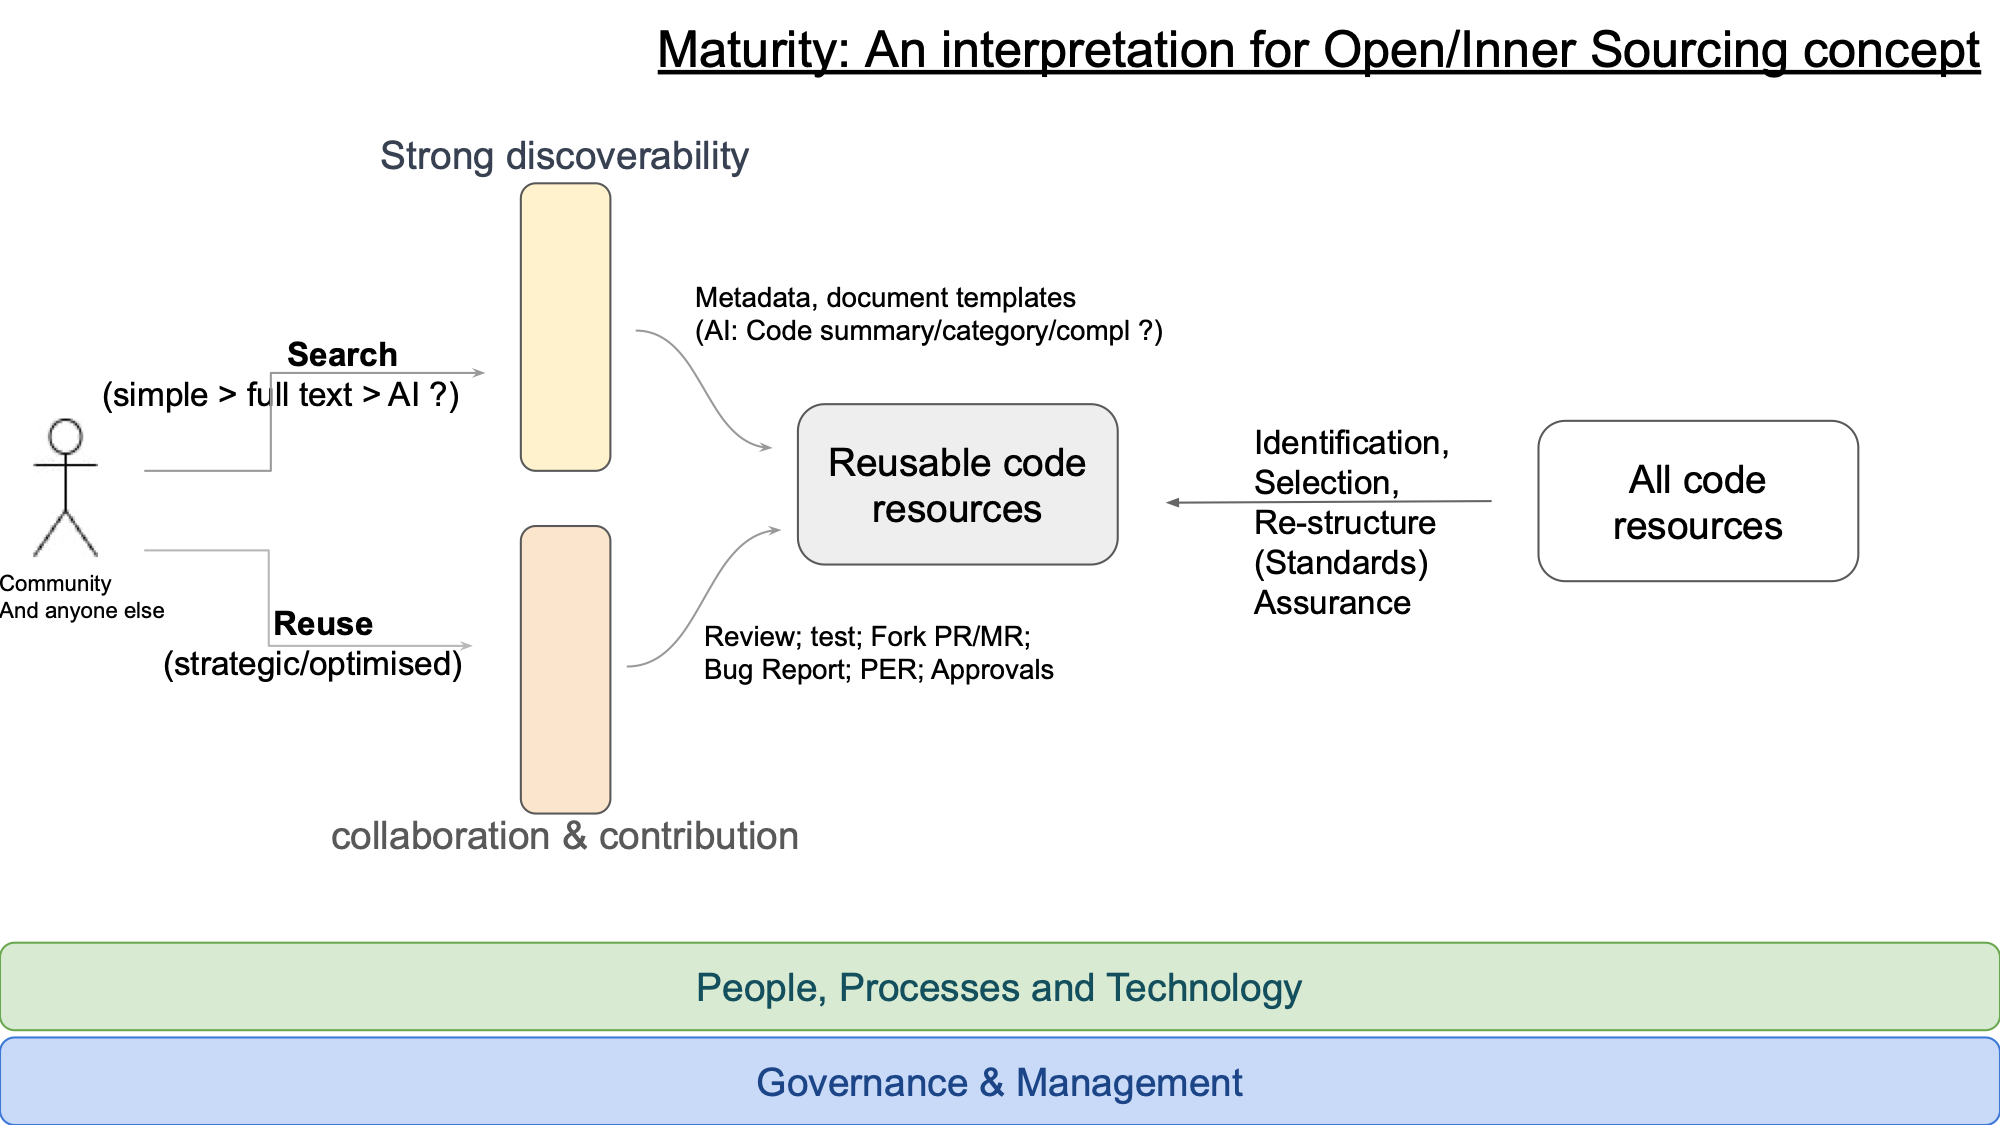 Maturity: An interpretation for Open/Inner Sourcing concept
Strong discoverability
Metadata, document templates
(AI: Code summary/category/compl ?)
Search
(simple > full text > AI ?)
Community
And anyone else
Reuse
(strategic/optimised)
Reusable code
resources
Identification,
Selection,
Re-structure
(Standards)
Assurance
All code
resources
Review; test; Fork PR/MR;
Bug Report; PER; Approvals
collaboration & contribution
People, Processes and Technology
Governance & Management